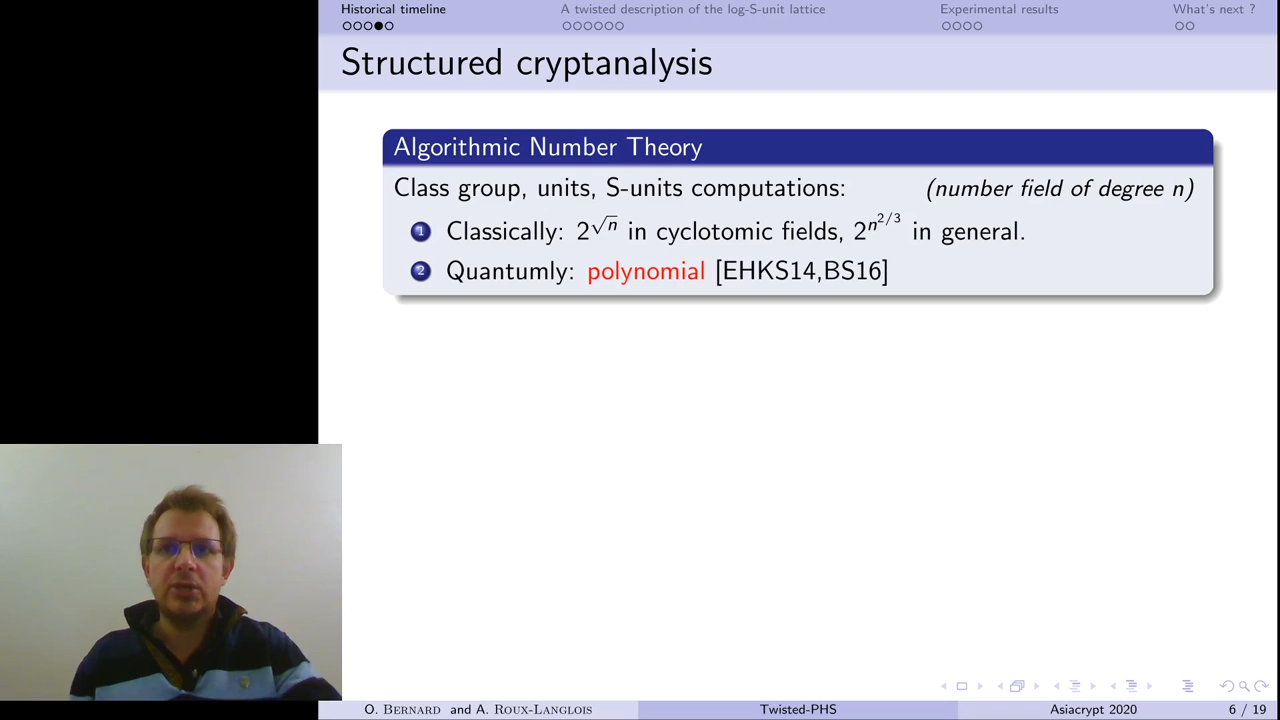 Historical timeline
A twisted description of the log-S-unit lattice
Experimental results
What's next ?
Structured cryptanalysis
Algorithmic Number Theory
Class group, units, S-units computations: (number field of degree n)
1 Classically: 2^{√n} in cyclotomic fields, 2^{n^{2/3}} in general.
2 Quantumly: polynomial [EHKS14,BS16]
O. Bernard and A. Roux-Langlois
Twisted-PHS
Asiacrypt 2020
6 / 19